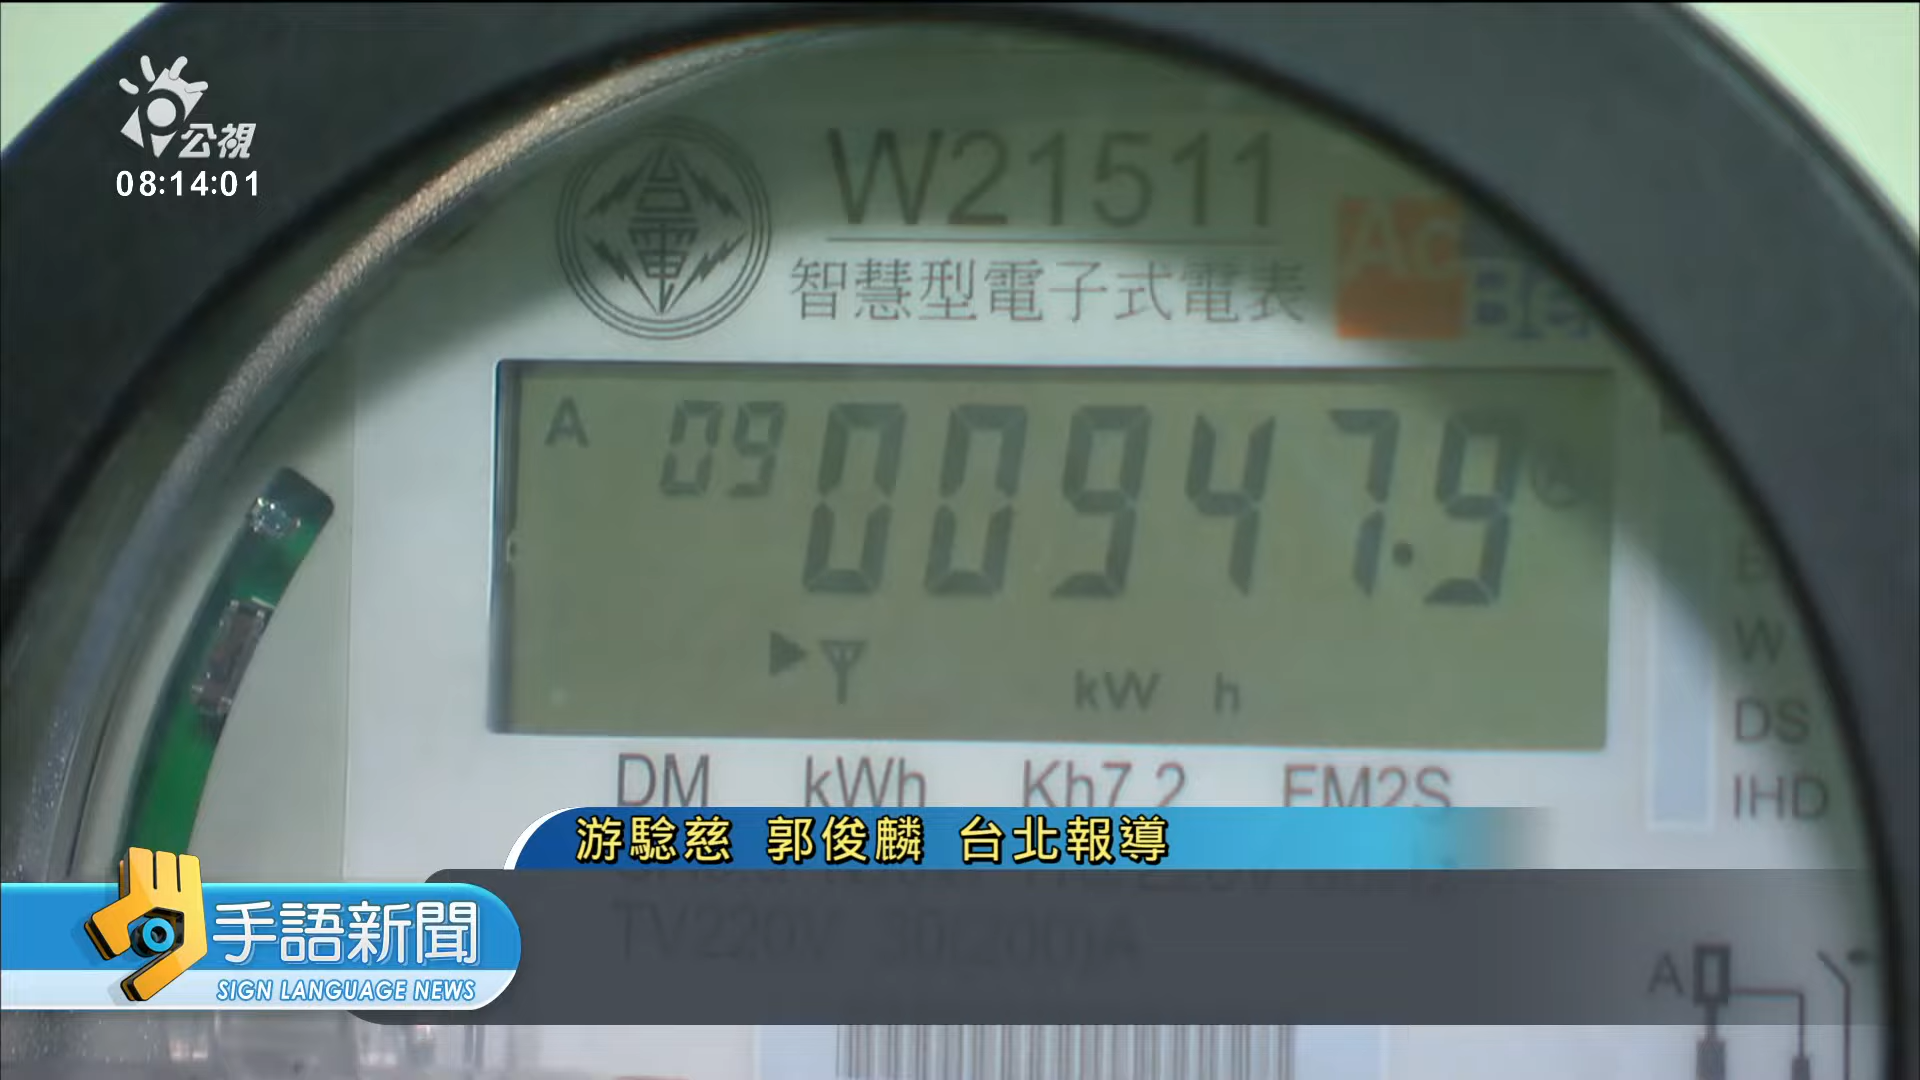 公視
08:14:01
台電
W21511
智慧型電子式電表
A 09 00947.9
kW h
DM kWh Kh7.2 FM2S
W
DS
IHD
游騐慈 郭俊麟 台北報導
手語新聞
SIGN LANGUAGE NEWS
A